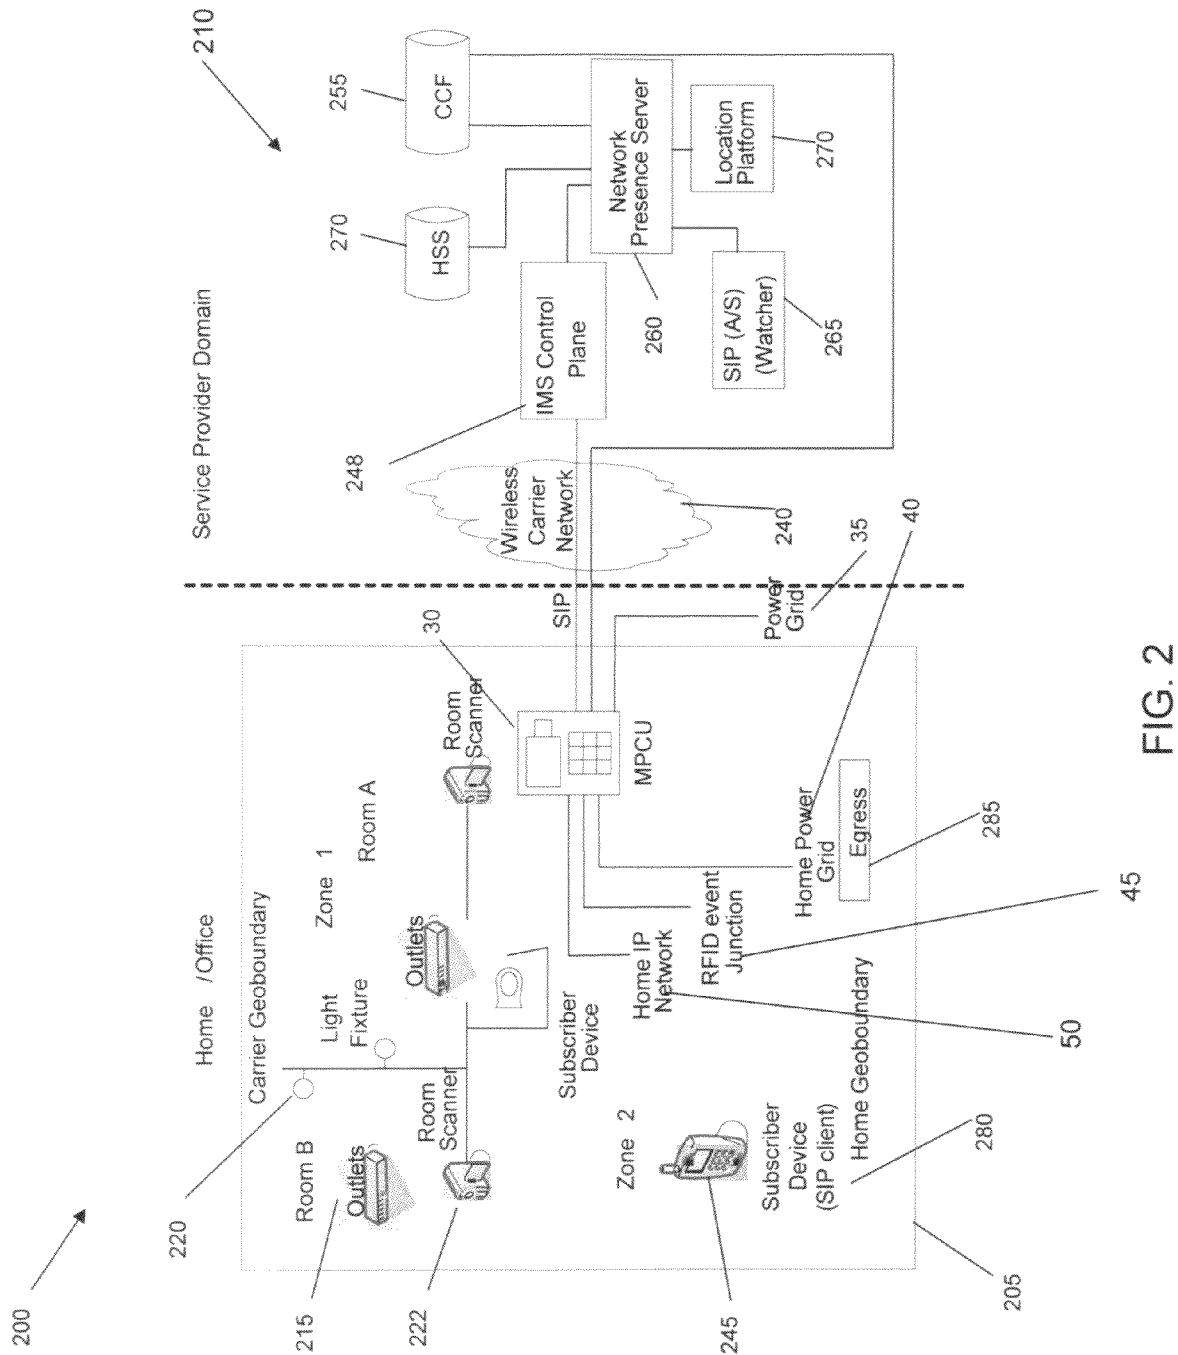 200
210
Home /Office
Service Provider Domain
Carrier Geoboundary
220
Room B
Outlets
215
Light
Fixture
Zone 1
Room A
Outlets
Room
Scanner
Room
Scanner
222
Subscriber
Device
30
MPCU
SIP
Wireless
Carrier
Network
240
248
IMS Control
Plane
270
HSS
255
CCF
Network
Presence Server
260
SIP (A/S)
(Watcher)
265
Location
Platform
270
Zone 2
245
Subscriber
Device
(SIP client)
280
Home Geoboundary
205
Home IP
Network
50
RFID event
Junction
45
Home Power
Grid
40
Egress
285
Power
Grid
35
FIG. 2